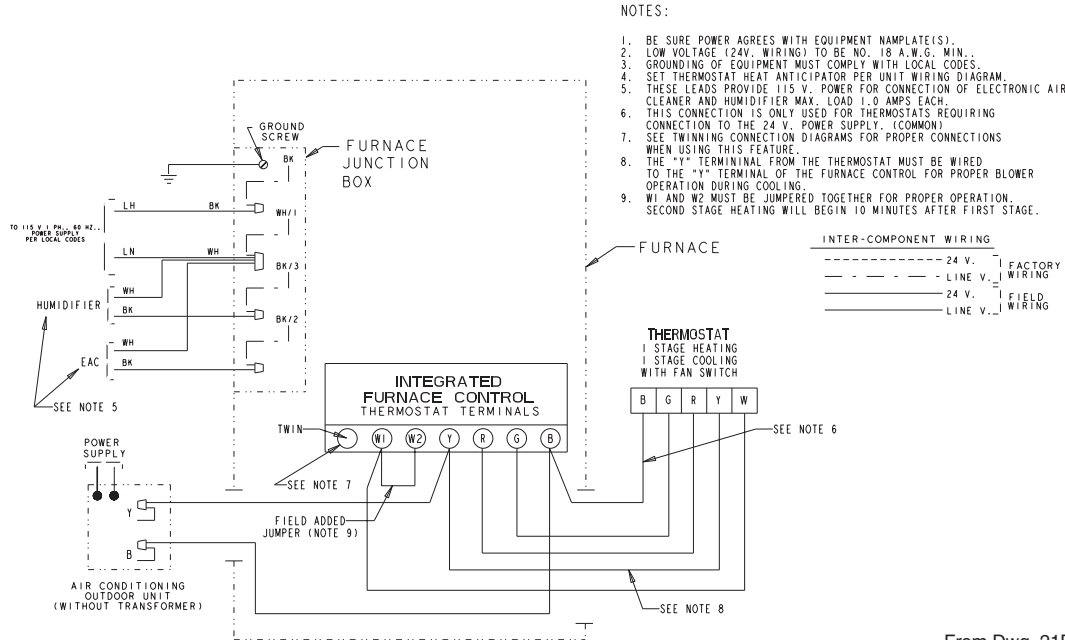 NOTES:
1. BE SURE POWER AGREES WITH EQUIPMENT NAMPLATE(S).
2. LOW VOLTAGE (24V. WIRING) TO BE NO. 18 A.W.G. MIN..
3. GROUNDING OF EQUIPMENT MUST COMPLY WITH LOCAL CODES.
4. SET THERMOSTAT HEAT ANTICIPATOR PER UNIT WIRING DIAGRAM.
5. THESE LEADS PROVIDE 115 V. POWER FOR CONNECTION OF ELECTRONIC AIR
CLEANER AND HUMIDIFIER MAX. LOAD 1.0 AMPS EACH.
6. THIS CONNECTION IS ONLY USED FOR THERMOSTATS REQUIRING
CONNECTION TO THE 24 V. POWER SUPPLY. (COMMON)
7. SEE TWINNING CONNECTION DIAGRAMS FOR PROPER CONNECTIONS
WHEN USING THIS FEATURE.
8. THE "Y" TERMININAL FROM THE THERMOSTAT MUST BE WIRED
TO THE "Y" TERMINAL OF THE FURNACE CONTROL FOR PROPER BLOWER
OPERATION DURING COOLING.
9. W1 AND W2 MUST BE JUMPERED TOGETHER FOR PROPER OPERATION.
SECOND STAGE HEATING WILL BEGIN 10 MINUTES AFTER FIRST STAGE.
INTER-COMPONENT WIRING
24 V.
LINE V.
FACTORY
WIRING
24 V.
LINE V.
FIELD
WIRING
GROUND
SCREW
FURNACE
JUNCTION
BOX
BK
LH
BK
WH/1
TO 115 V 1 PH., 60 HZ.,
POWER SUPPLY
PER LOCAL CODES
LN
WH
BK/3
WH
HUMIDIFIER
BK
BK/2
WH
EAC
BK
SEE NOTE 5
FURNACE
THERMOSTAT
1 STAGE HEATING
1 STAGE COOLING
WITH FAN SWITCH
B G R Y W
INTEGRATED
FURNACE CONTROL
THERMOSTAT TERMINALS
TWIN
W1 W2 Y R G B
SEE NOTE 6
SEE NOTE 7
POWER
SUPPLY
Y
B
FIELD ADDED
JUMPER (NOTE 9)
AIR CONDITIONING
OUTDOOR UNIT
(WITHOUT TRANSFORMER)
SEE NOTE 8